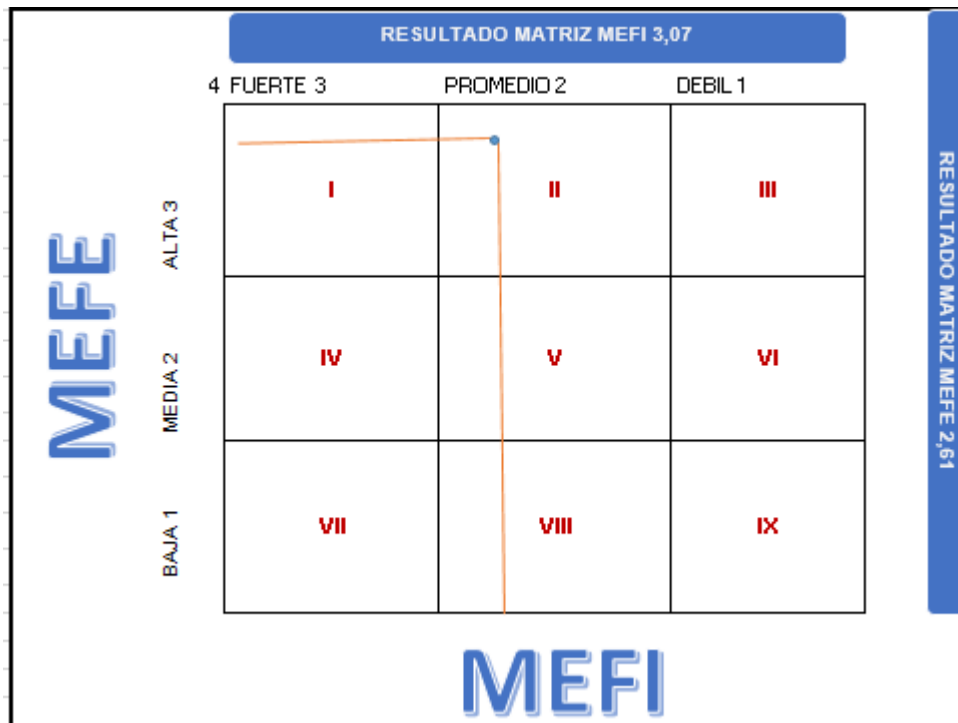 RESULTADO MATRIZ MEFI 3,07
4 FUERTE 3
PROMEDIO 2
DEBIL 1
MEFE
ALTA 3
I
II
III
MEDIA 2
IV
V
VI
BAJA 1
VII
VIII
IX
MEFI
RESULTADO MATRIZ MEFE 2,61